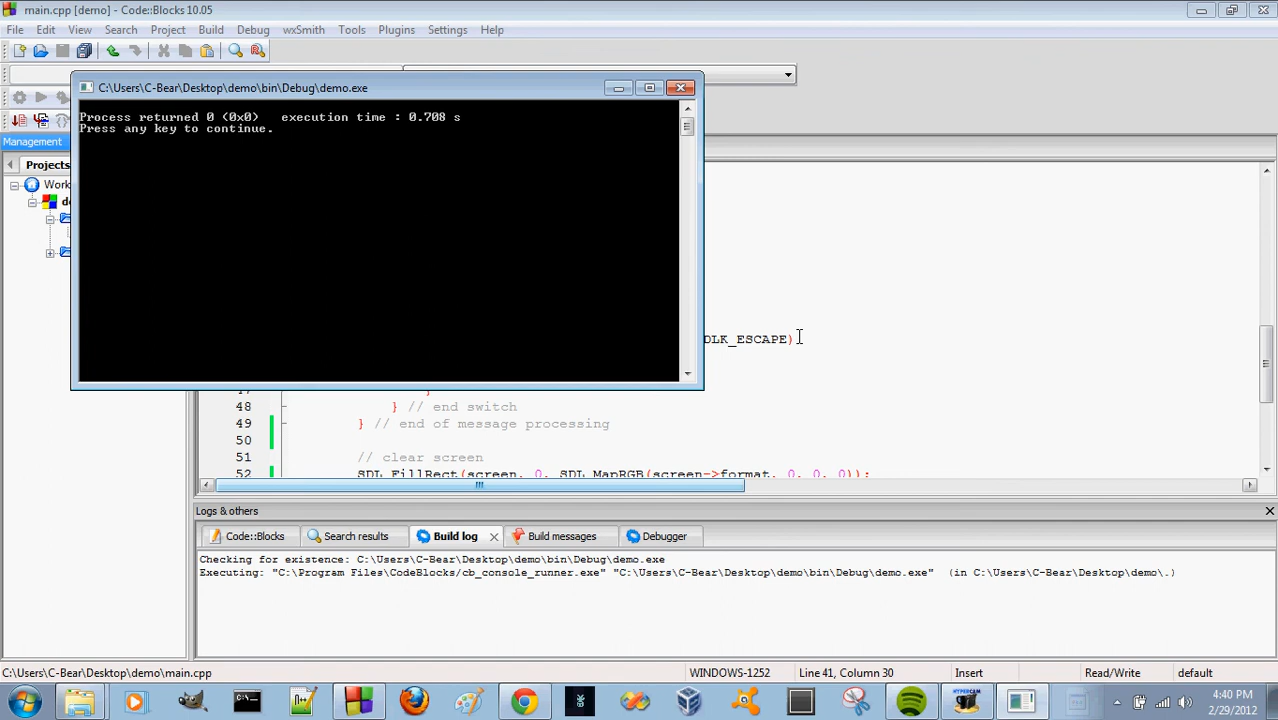 main.cpp [demo] - Code::Blocks 10.05
File Edit View Search Project Build Debug wxSmith Tools Plugins Settings Help
C:\Users\C-Bear\Desktop\demo\bin\Debug\demo.exe
Process returned 0 (0x0)   execution time : 0.708 s
Press any key to continue.
Management
Projects
Work
de
DLK_ESCAPE)
47 }
48 } // end switch
49 } // end of message processing
50
51 // clear screen
52 SDL_FillRect(screen, 0, SDL_MapRGB(screen->format, 0, 0, 0));
Logs & others
Code::Blocks Search results Build log Build messages Debugger
Checking for existence: C:\Users\C-Bear\Desktop\demo\bin\Debug\demo.exe
Executing: "C:\Program Files\CodeBlocks/cb_console_runner.exe" "C:\Users\C-Bear\Desktop\demo\bin\Debug\demo.exe"  (in C:\Users\C-Bear\Desktop\demo\.)
C:\Users\C-Bear\Desktop\demo\main.cpp WINDOWS-1252 Line 41, Column 30 Insert Read/Write default
HYPERCAM
4:40 PM
2/29/2012